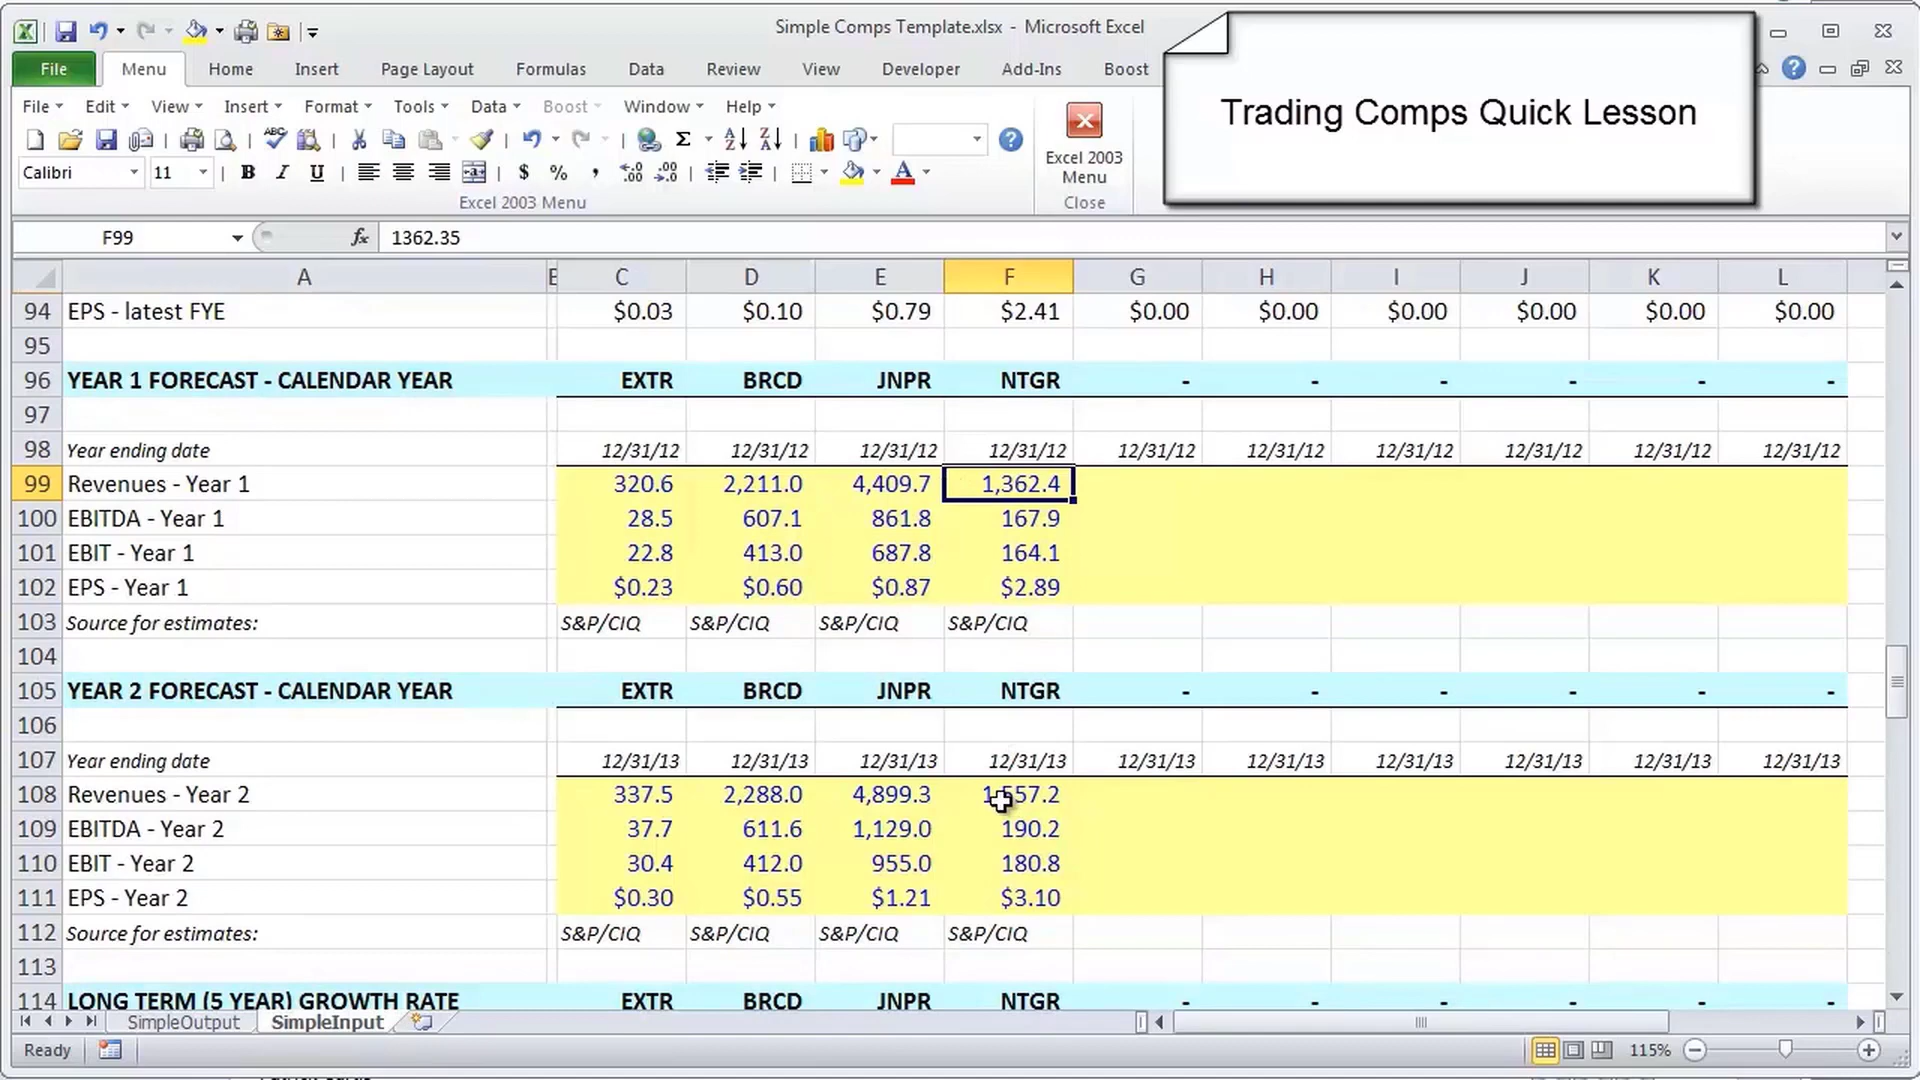 Simple Comps Template.xlsx - Microsoft Excel
Trading Comps Quick Lesson
File Menu Home Insert Page Layout Formulas Data Review View Developer Add-Ins Boost
File Edit View Insert Format Tools Data Boost Window Help
Calibri 11 B I U $ % , A
Excel 2003 Menu
Excel 2003
Menu
Close
F99 fx 1362.35
A C D E F G H I J K L
94 EPS - latest FYE $0.03 $0.10 $0.79 $2.41 $0.00 $0.00 $0.00 $0.00 $0.00 $0.00
95
96 YEAR 1 FORECAST - CALENDAR YEAR EXTR BRCD JNPR NTGR - - - - - -
97
98 Year ending date 12/31/12 12/31/12 12/31/12 12/31/12 12/31/12 12/31/12 12/31/12 12/31/12 12/31/12 12/31/12
99 Revenues - Year 1 320.6 2,211.0 4,409.7 1,362.4
100 EBITDA - Year 1 28.5 607.1 861.8 167.9
101 EBIT - Year 1 22.8 413.0 687.8 164.1
102 EPS - Year 1 $0.23 $0.60 $0.87 $2.89
103 Source for estimates: S&P/CIQ S&P/CIQ S&P/CIQ S&P/CIQ
104
105 YEAR 2 FORECAST - CALENDAR YEAR EXTR BRCD JNPR NTGR - - - - - -
106
107 Year ending date 12/31/13 12/31/13 12/31/13 12/31/13 12/31/13 12/31/13 12/31/13 12/31/13 12/31/13 12/31/13
108 Revenues - Year 2 337.5 2,288.0 4,899.3
109 EBITDA - Year 2 37.7 611.6 1,129.0 190.2
110 EBIT - Year 2 30.4 412.0 955.0 180.8
111 EPS - Year 2 $0.30 $0.55 $1.21 $3.10
112 Source for estimates: S&P/CIQ S&P/CIQ S&P/CIQ S&P/CIQ
113
114 LONG TERM (5 YEAR) GROWTH RATE EXTR BRCD JNPR NTGR - - - - - -
SimpleOutput SimpleInput
Ready 115%